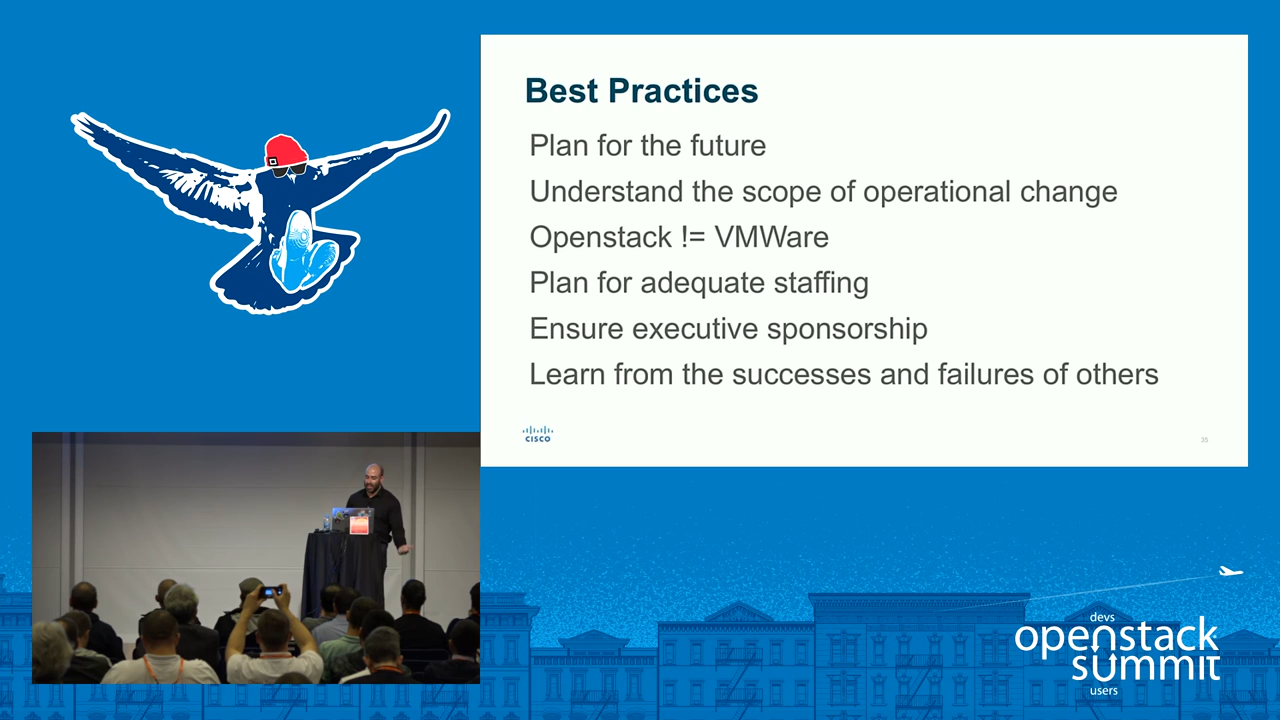 Best Practices
Plan for the future
Understand the scope of operational change
Openstack != VMWare
Plan for adequate staffing
Ensure executive sponsorship
Learn from the successes and failures of others
CISCO
35
devs
openstack
summit
users